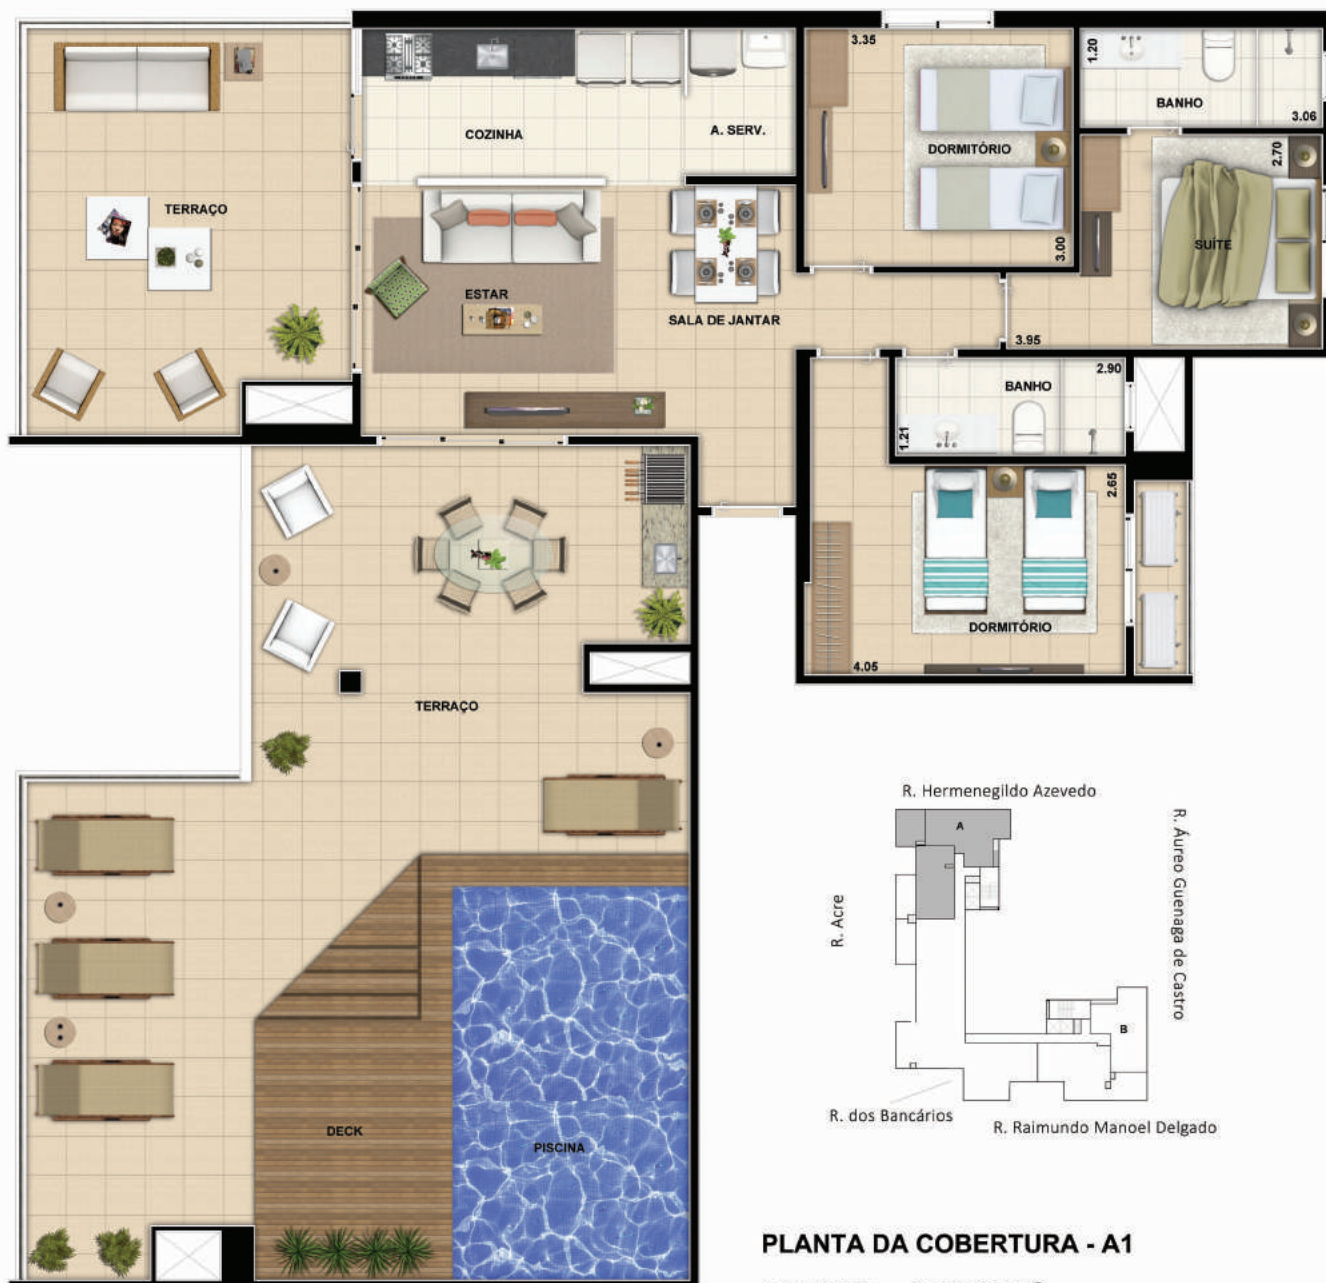 3.35
1.20
BANHO
3.06
COZINHA
A. SERV.
DORMITÓRIO
2.70
TERRAÇO
3.00
SUÍTE
ESTAR
SALA DE JANTAR
3.95
2.90
BANHO
1.21
2.65
DORMITÓRIO
4.05
TERRAÇO
DECK
PISCINA
R. Hermenegildo Azevedo
A
R. Áureo Guenaga de Castro
R. Acre
B
R. dos Bancários
R. Raimundo Manoel Delgado
PLANTA DA COBERTURA - A1